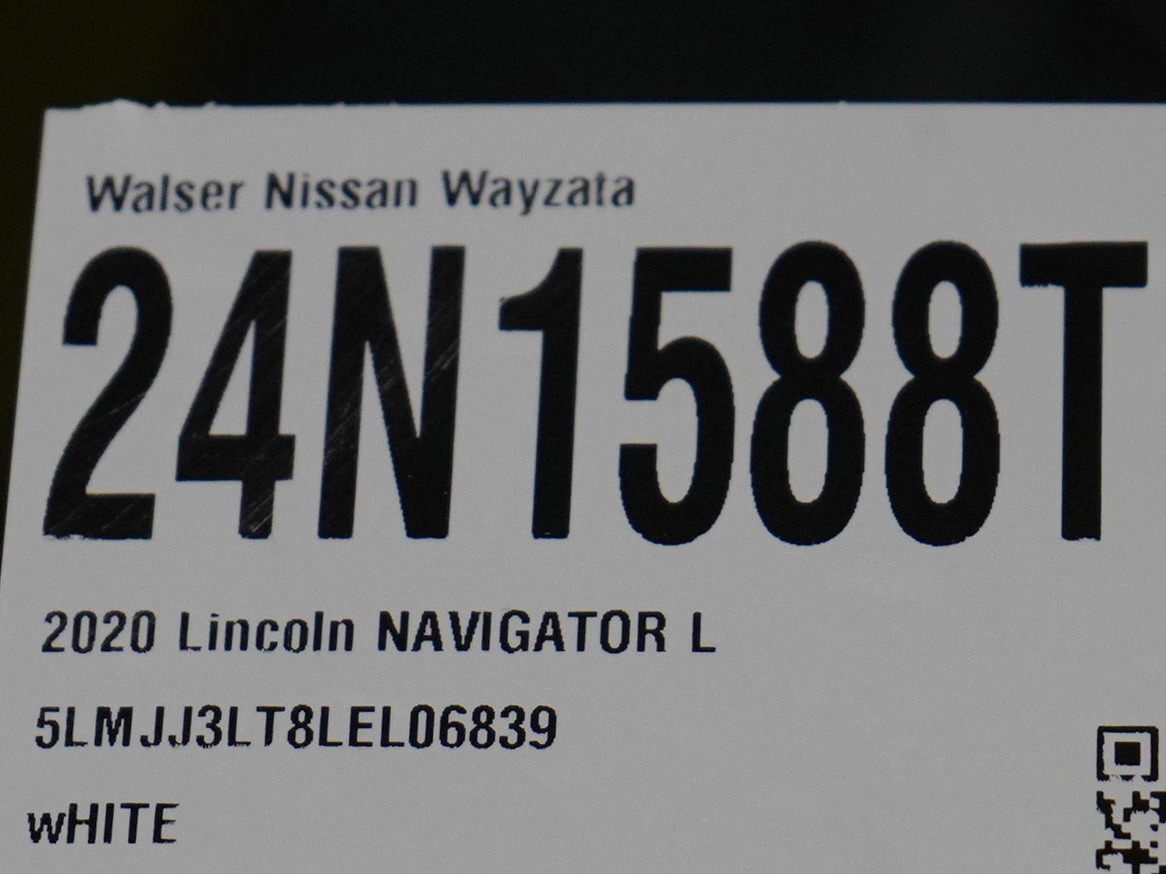 Walser Nissan Wayzata
24N1588T
2020 Lincoln NAVIGATOR L
5LMJJ3LT8LEL06839
wHITE